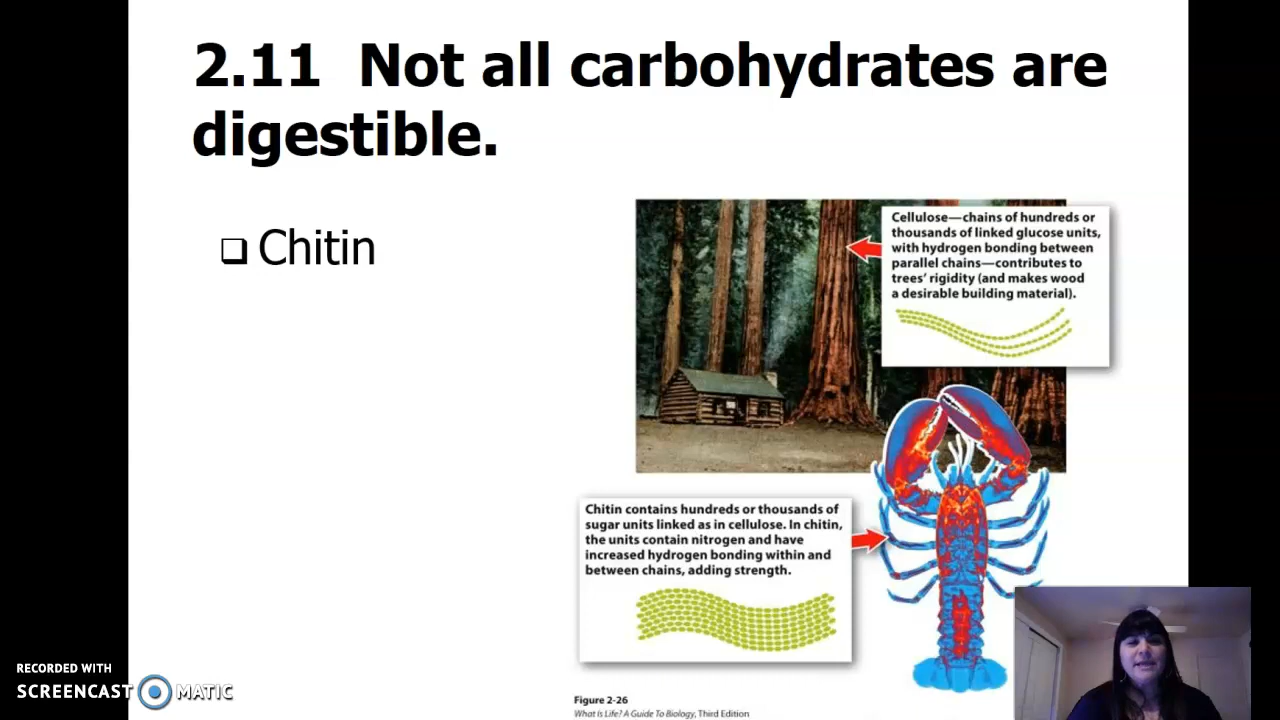 2.11 Not all carbohydrates are
digestible.
❑ Chitin
Cellulose—chains of hundreds or
thousands of linked glucose units,
with hydrogen bonding between
parallel chains—contributes to
trees' rigidity (and makes wood
a desirable building material).
Chitin contains hundreds or thousands of
sugar units linked as in cellulose. In chitin,
the units contain nitrogen and have
increased hydrogen bonding within and
between chains, adding strength.
Figure 2-26
What Is Life? A Guide To Biology, Third Edition
RECORDED WITH
SCREENCAST MATIC